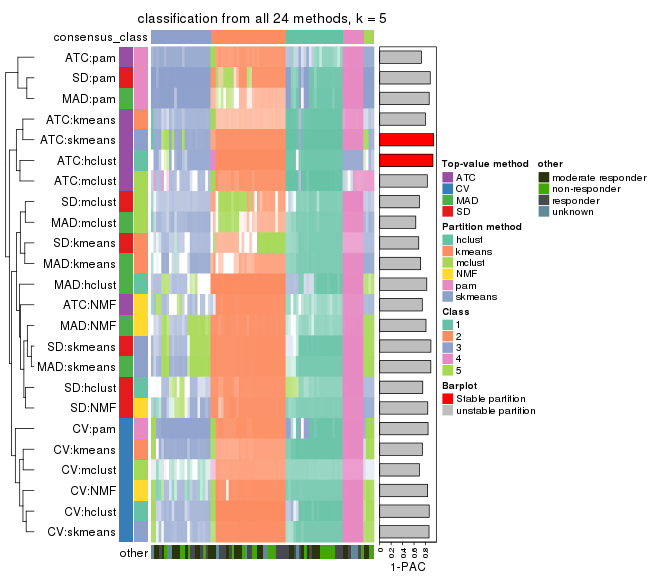 classification from all 24 methods, k = 5
consensus_class
ATC:pam
SD:pam
MAD:pam
ATC:kmeans
ATC:skmeans
ATC:hclust
ATC:mclust
SD:mclust
MAD:mclust
SD:kmeans
MAD:kmeans
MAD:hclust
ATC:NMF
MAD:NMF
SD:skmeans
MAD:skmeans
SD:hclust
SD:NMF
CV:pam
CV:kmeans
CV:mclust
CV:NMF
CV:hclust
CV:skmeans
other
0 0.2 0.4 0.6 0.8
1-PAC
Top-value method
ATC
CV
MAD
SD
Partition method
hclust
kmeans
mclust
NMF
pam
skmeans
Class
1
2
3
4
5
Barplot
Stable partition
unstable partition
other
moderate responder
non-responder
responder
unknown